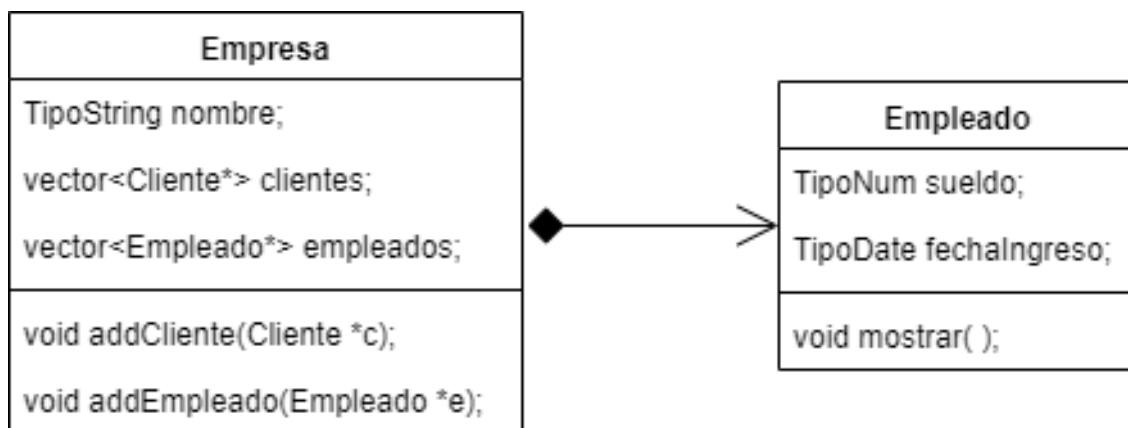 Empresa
TipoString nombre;
vector<Cliente*> clientes;
vector<Empleado*> empleados;
void addCliente(Cliente *c);
void addEmpleado(Empleado *e);
Empleado
TipoNum sueldo;
TipoDate fechaIngreso;
void mostrar( );